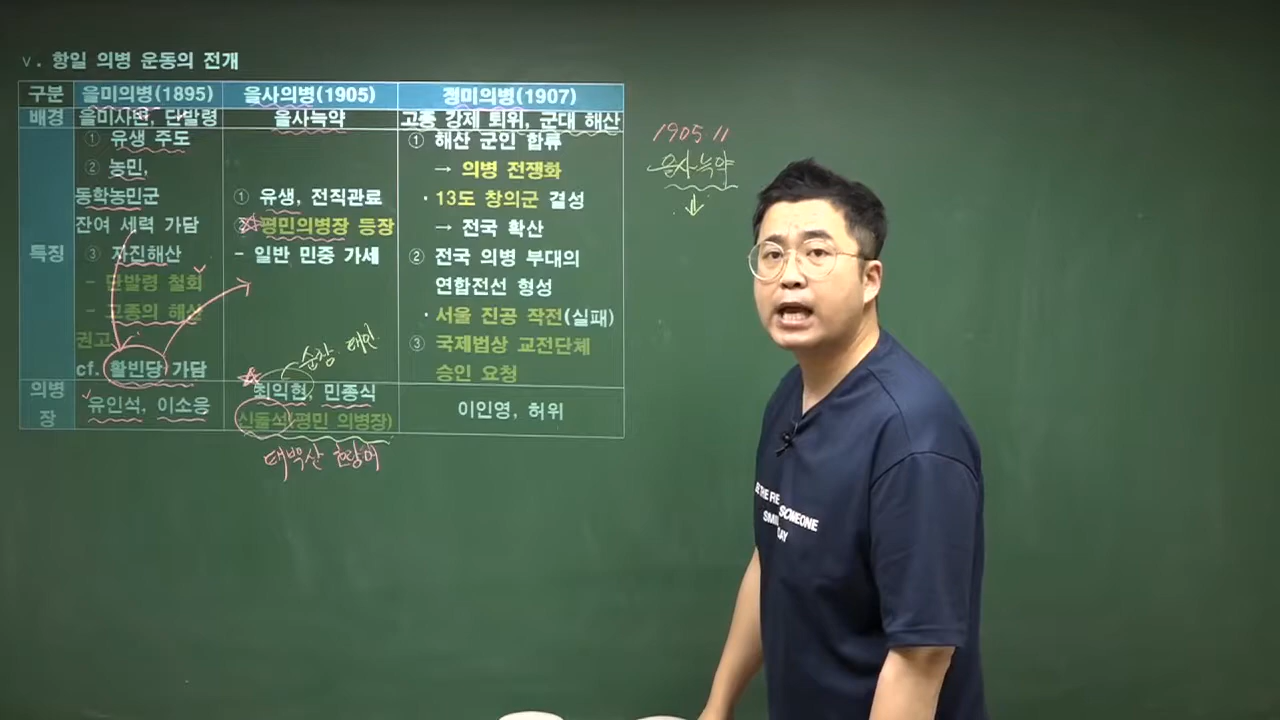 v. 항일 의병 운동의 전개
구분 을미의병(1895) 을사의병(1905) 정미의병(1907)
배경 을미사변, 단발령 을사늑약 고종 강제 퇴위, 군대 해산
특징
① 유생 주도
② 농민,
동학농민군
잔여 세력 가담
③ 자진해산
- 단발령 철회
- 고종의 해산
권고
cf. 활빈당 가담
① 유생, 전직관료
평민의병장 등장
- 일반 민중 가세
① 해산 군인 합류
→ 의병 전쟁화
· 13도 창의군 결성
→ 전국 확산
② 전국 의병 부대의
연합전선 형성
· 서울 진공 작전(실패)
③ 국제법상 교전단체
승인 요청
의병
장
유인석, 이소응
최익현, 민종식
신돌석(평민 의병장)
이인영, 허위
순창. 태인
태백산 호랑이
1905 11
을사늑약
↓
BE THE RE SOMEONE
SMI
LAY